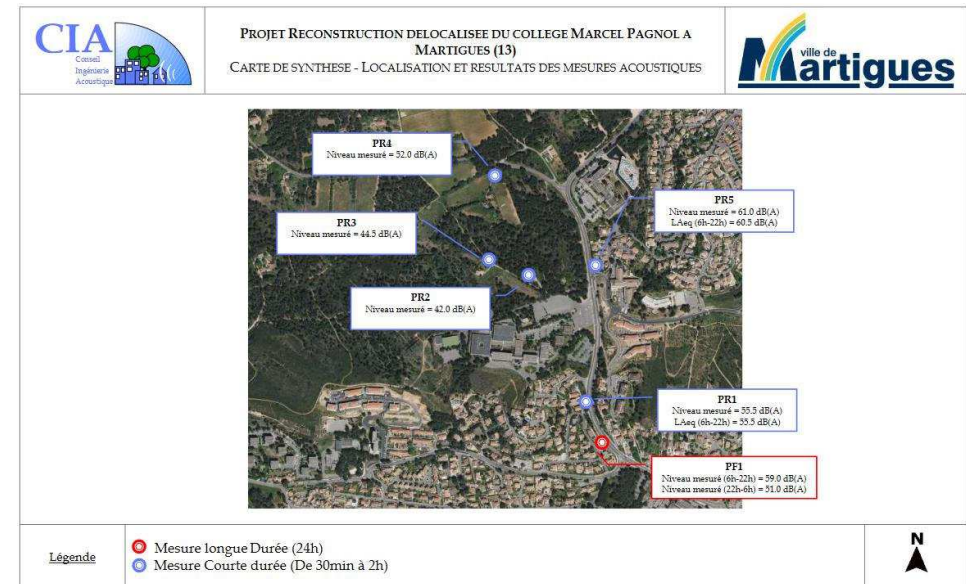 CIA
Conseil
Ingénierie
Acoustique
PROJET RECONSTRUCTION DELOCALISEE DU COLLEGE MARCEL PAGNOL A
MARTIGUES (13)
CARTE DE SYNTHESE - LOCALISATION ET RESULTATS DES MESURES ACOUSTIQUES
ville de
Martigues
PR4
Niveau mesuré = 52.0 dB(A)
PR5
Niveau mesuré = 61.0 dB(A)
LAeq (6h-22h) = 60.5 dB(A)
PR3
Niveau mesuré = 44.5 dB(A)
PR2
Niveau mesuré = 42.0 dB(A)
PR1
Niveau mesuré = 55.5 dB(A)
LAeq (6h-22h) = 55.5 dB(A)
PF1
Niveau mesuré (6h-22h) = 59.0 dB(A)
Niveau mesuré (22h-6h) = 51.0 dB(A)
Légende
Mesure longue Durée (24h)
Mesure Courte durée (De 30min à 2h)
N